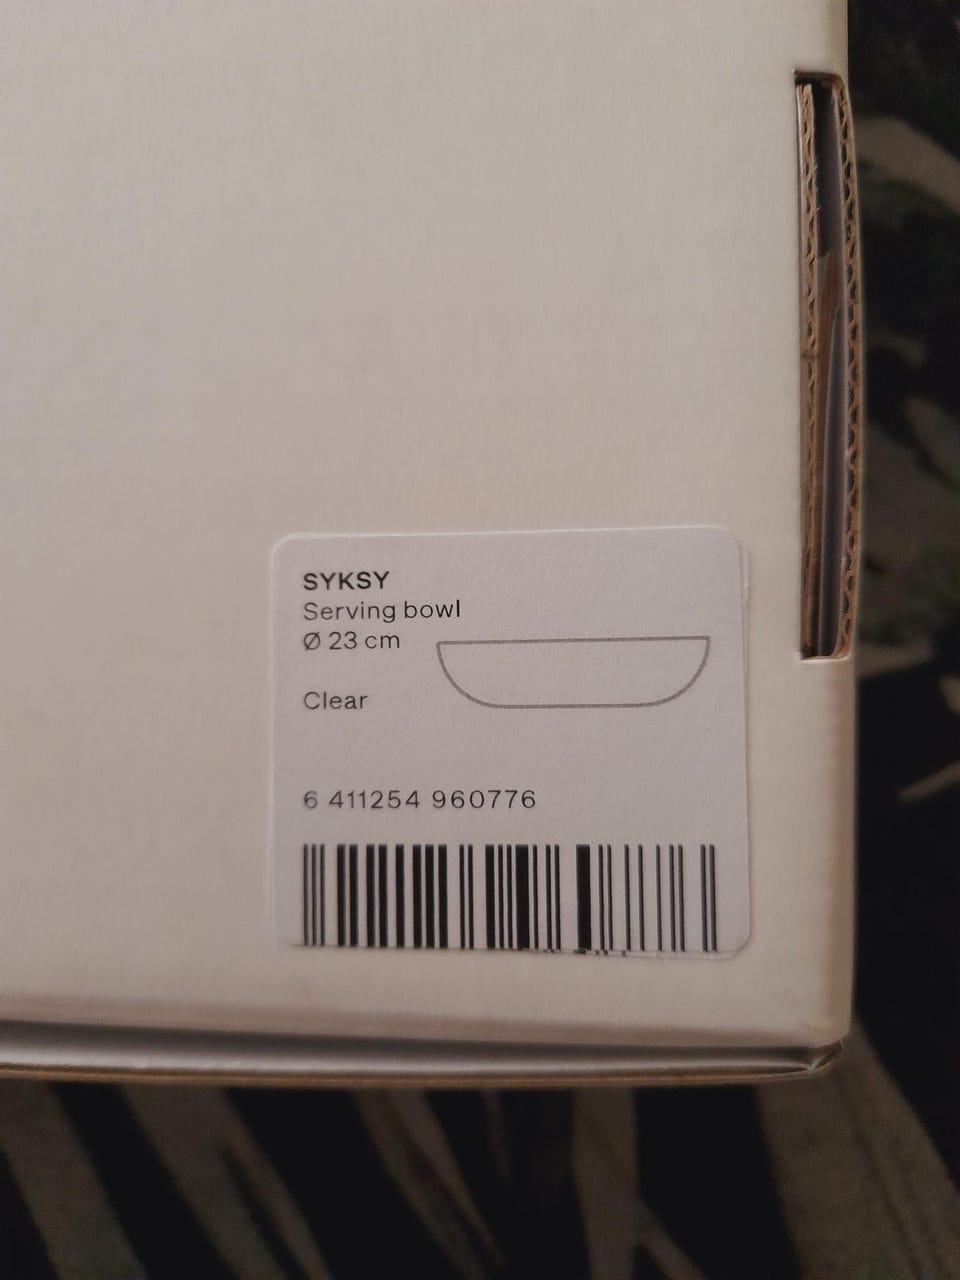 SYKSY
Serving bowl
Ø 23 cm
Clear
6 411254 960776